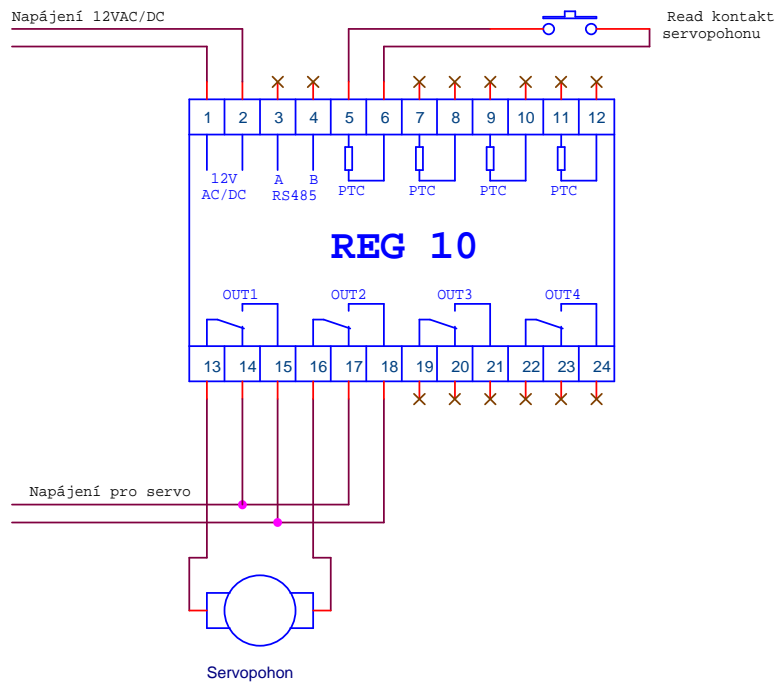 Napájení 12VAC/DC
Read kontakt
servopohonu
1 2 3 4 5 6 7 8 9 10 11 12
12V
AC/DC
A B
RS485
PTC PTC PTC PTC
REG 10
OUT1 OUT2 OUT3 OUT4
13 14 15 16 17 18 19 20 21 22 23 24
Napájení pro servo
Servopohon